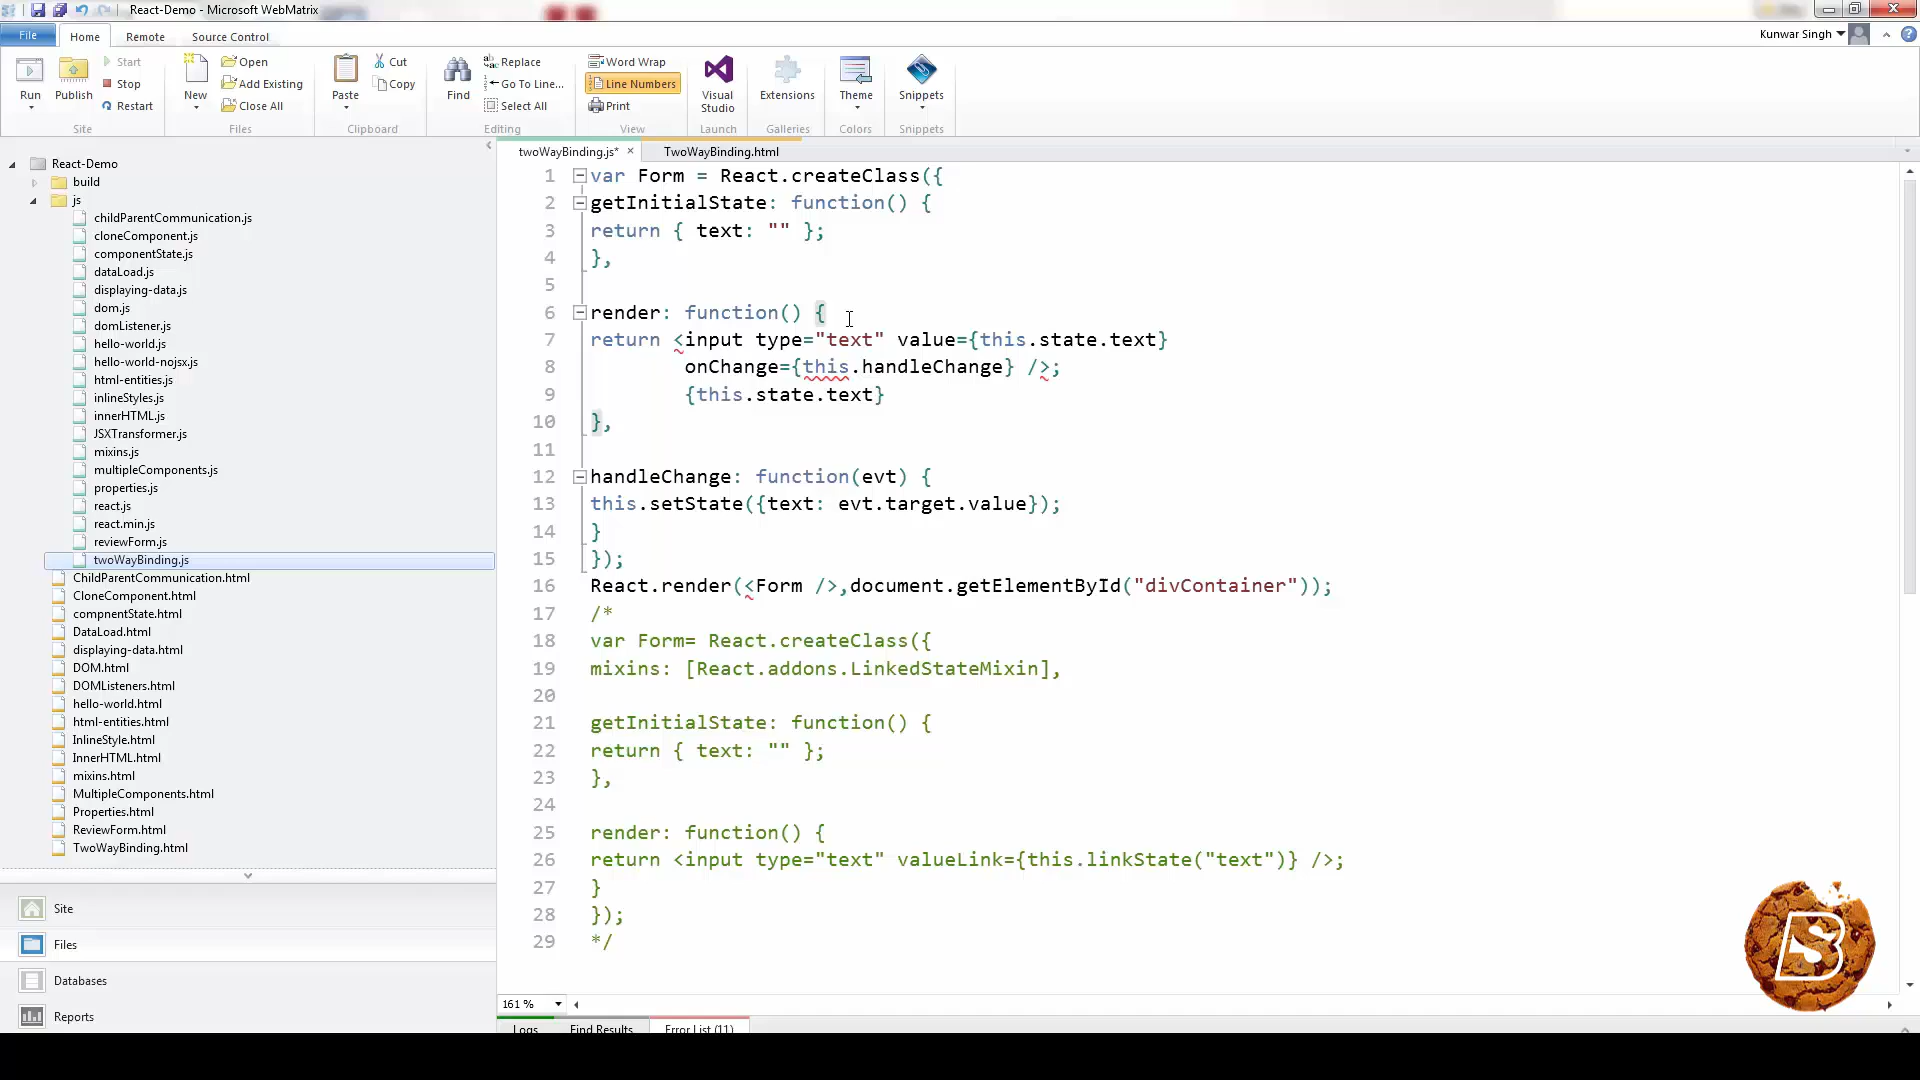 React-Demo - Microsoft WebMatrix
File Home Remote Source Control
Kunwar Singh
Run
Publish
Start
Stop
Restart
Site
New
Open
Add Existing
Close All
Files
Paste
Cut
Copy
Clipboard
Find
Replace
Go To Line...
Select All
Editing
Word Wrap
Line Numbers
Print
View
Visual Studio
Launch
Extensions
Galleries
Theme
Colors
Snippets
Snippets
React-Demo
build
js
childParentCommunication.js
cloneComponent.js
componentState.js
dataLoad.js
displaying-data.js
dom.js
domListener.js
hello-world.js
hello-world-nojsx.js
html-entities.js
inlineStyles.js
innerHTML.js
JSXTransformer.js
mixins.js
multipleComponents.js
properties.js
react.js
react.min.js
reviewForm.js
twoWayBinding.js
ChildParentCommunication.html
CloneComponent.html
compnentState.html
DataLoad.html
displaying-data.html
DOM.html
DOMListeners.html
hello-world.html
html-entities.html
InlineStyle.html
InnerHTML.html
mixins.html
MultipleComponents.html
Properties.html
ReviewForm.html
TwoWayBinding.html
Site
Files
Databases
Reports
twoWayBinding.js* × TwoWayBinding.html
1 var Form = React.createClass({
2 getInitialState: function() {
3 return { text: "" };
4 },
5
6 render: function() {
7 return <input type="text" value={this.state.text}
8 onChange={this.handleChange} />;
9 {this.state.text}
10 },
11
12 handleChange: function(evt) {
13 this.setState({text: evt.target.value});
14 }
15 });
16 React.render(<Form />,document.getElementById("divContainer"));
17 /*
18 var Form= React.createClass({
19 mixins: [React.addons.LinkedStateMixin],
20
21 getInitialState: function() {
22 return { text: "" };
23 },
24
25 render: function() {
26 return <input type="text" valueLink={this.linkState("text")} />;
27 }
28 });
29 */
161 %
Logs Find Results Error List (11)